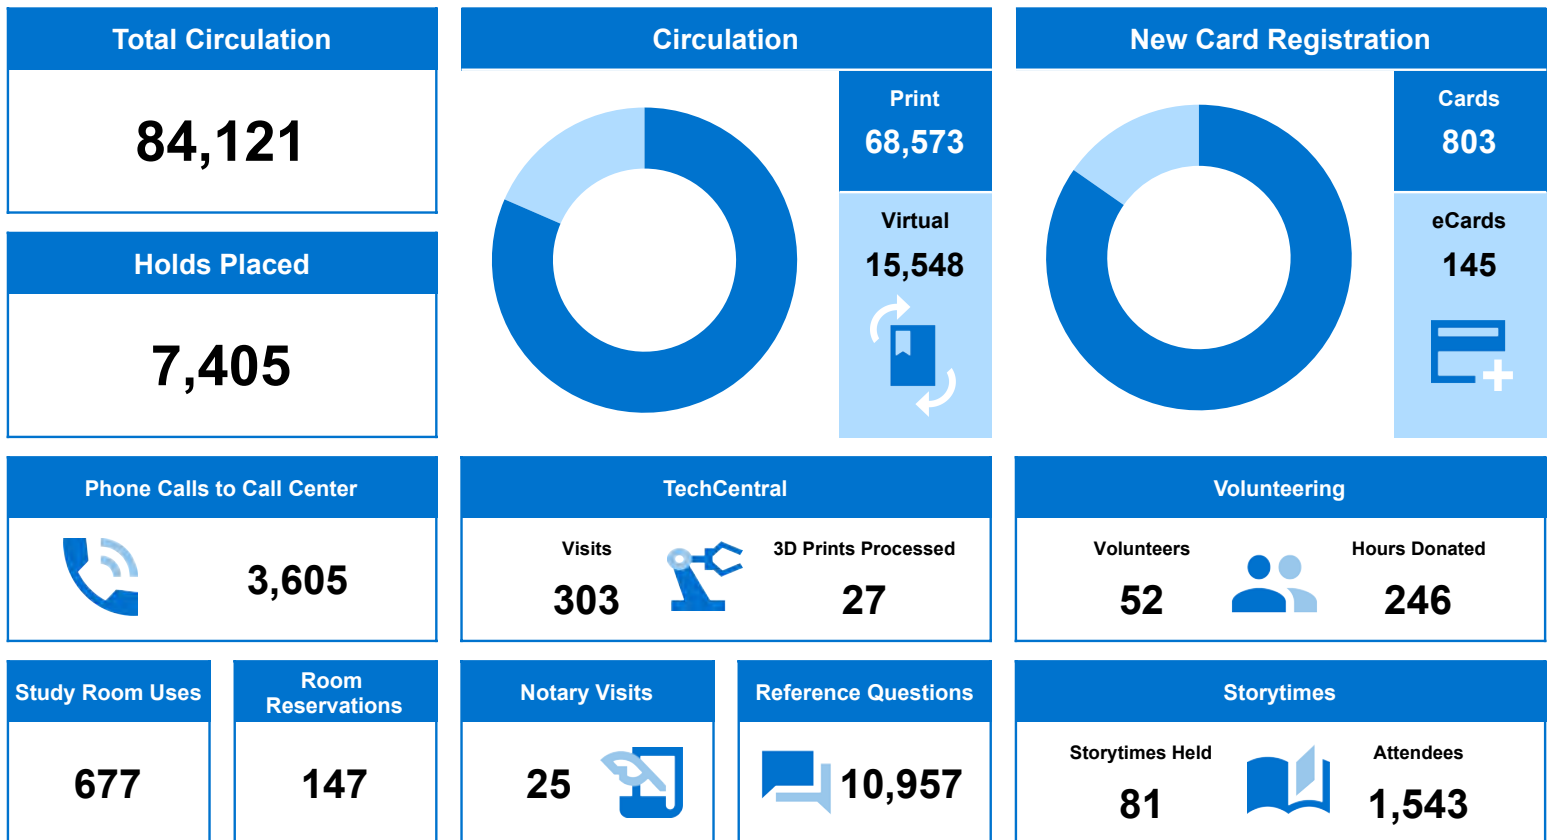 Total Circulation
84,121
Holds Placed
7,405
Circulation
Print
68,573
Virtual
15,548
New Card Registration
Cards
803
eCards
145
Phone Calls to Call Center
3,605
TechCentral
Visits
303
3D Prints Processed
27
Volunteering
Volunteers
52
Hours Donated
246
Study Room Uses
677
Room
Reservations
147
Notary Visits
25
Reference Questions
10,957
Storytimes
Storytimes Held
81
Attendees
1,543